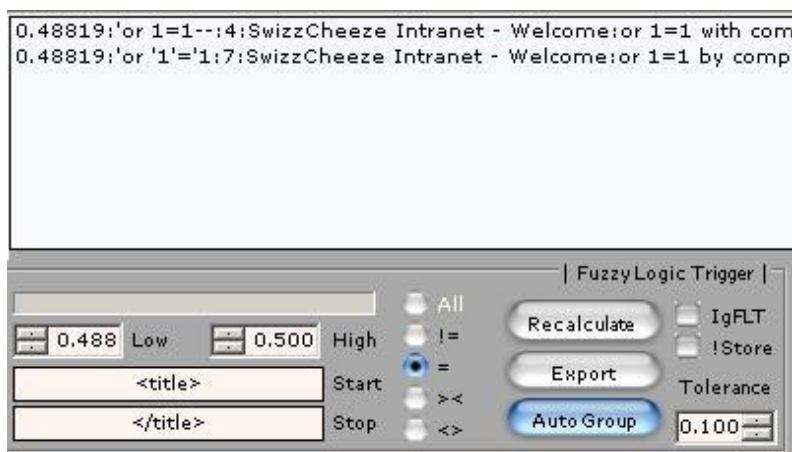 0.48819:'or 1=1--:4:SwizzCheeze Intranet - Welcome:or 1=1 with com
0.48819:'or '1'='1:7:SwizzCheeze Intranet - Welcome:or 1=1 by comp
| Fuzzy Logic Trigger |
All
Recalculate
IgFLT
0.488 Low
0.500 High
!=
!Store
<title> Start
=
Export
Tolerance
><
</title> Stop
<>
Auto Group
0.100